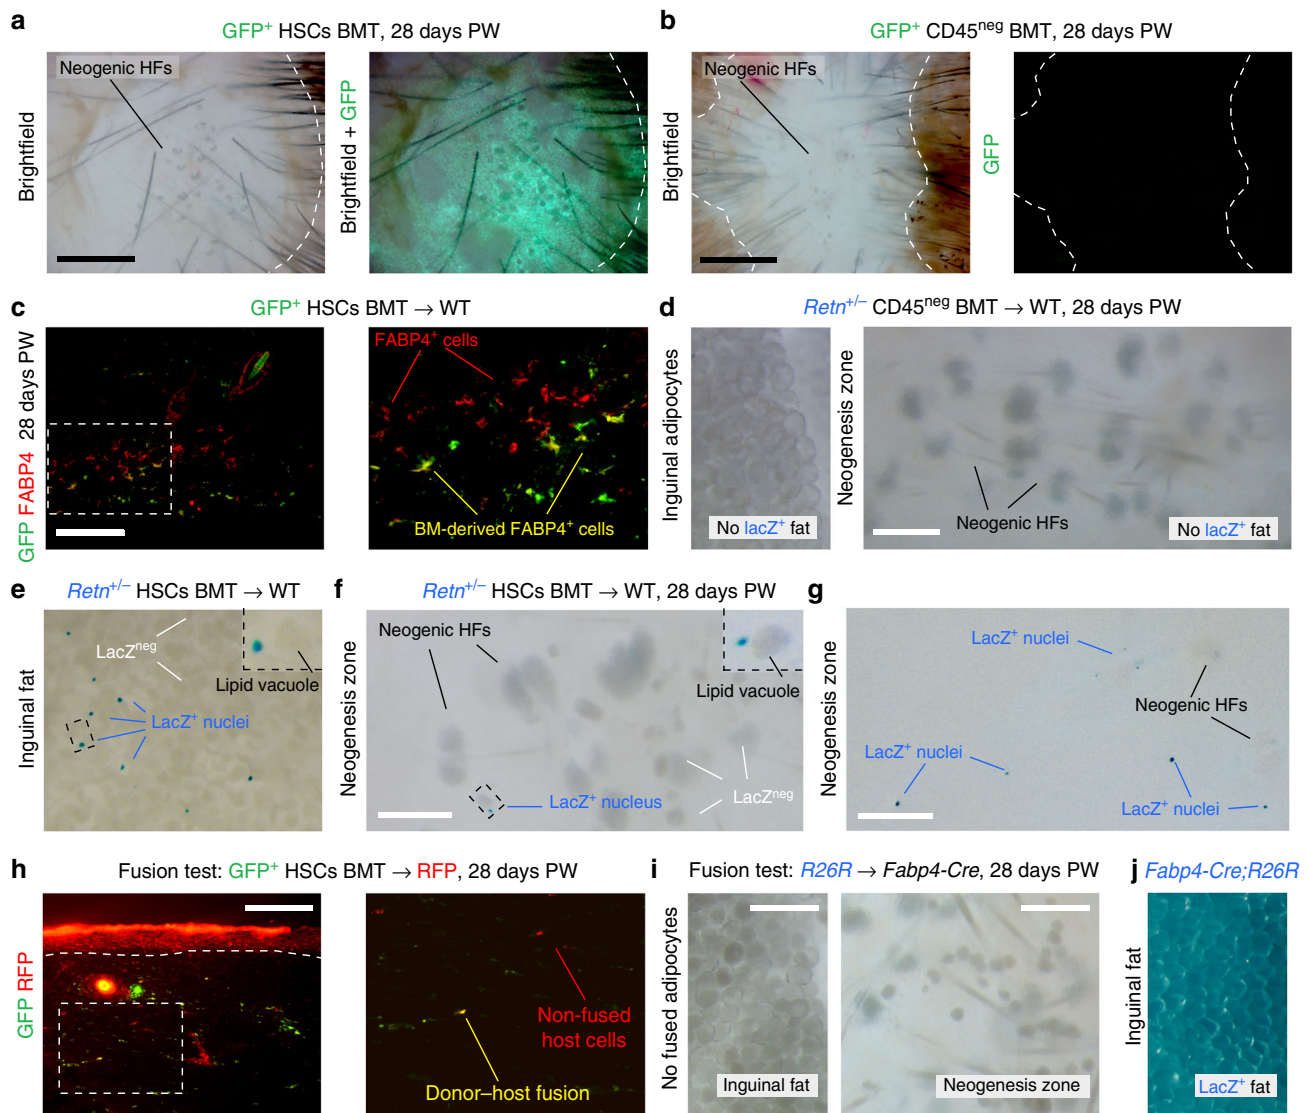 a
GFP⁺ HSCs BMT, 28 days PW
Brightfield
Neogenic HFs
Brightfield + GFP
b
GFP⁺ CD45ⁿᵉᵍ BMT, 28 days PW
Brightfield
Neogenic HFs
GFP
c
GFP⁺ HSCs BMT → WT
GFP FABP4 28 days PW
FABP4⁺ cells
BM-derived FABP4⁺ cells
d
Retn⁺/⁻ CD45ⁿᵉᵍ BMT → WT, 28 days PW
Inguinal adipocytes
No lacZ⁺ fat
Neogenesis zone
Neogenic HFs
No lacZ⁺ fat
e
Retn⁺/⁻ HSCs BMT → WT
Inguinal fat
LacZⁿᵉᵍ
Lipid vacuole
LacZ⁺ nuclei
f
Retn⁺/⁻ HSCs BMT → WT, 28 days PW
Neogenesis zone
Neogenic HFs
Lipid vacuole
LacZ⁺ nucleus
LacZⁿᵉᵍ
g
Neogenesis zone
LacZ⁺ nuclei
Neogenic HFs
LacZ⁺ nuclei
LacZ⁺ nuclei
h
Fusion test: GFP⁺ HSCs BMT → RFP, 28 days PW
GFP RFP
Non-fused
host cells
Donor–host fusion
i
Fusion test: R26R → Fabp4-Cre, 28 days PW
No fused adipocytes
Inguinal fat
Neogenesis zone
j
Fabp4-Cre;R26R
Inguinal fat
LacZ⁺ fat